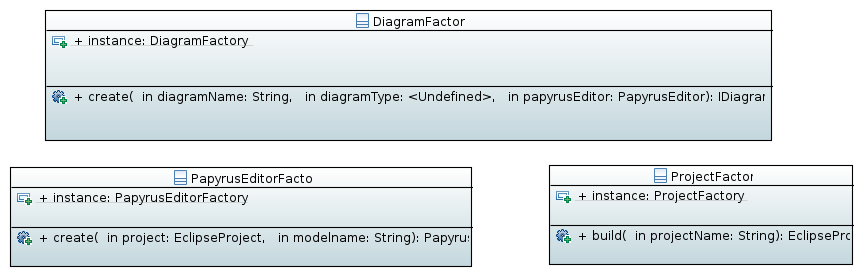 DiagramFactor
+ instance: DiagramFactory
+ create( in diagramName: String, in diagramType: <Undefined>, in papyrusEditor: PapyrusEditor): IDiagrar
PapyrusEditorFacto
+ instance: PapyrusEditorFactory
+ create( in project: EclipseProject, in modelname: String): Papyrus
ProjectFactor
+ instance: ProjectFactory
+ build( in projectName: String): EclipsePro